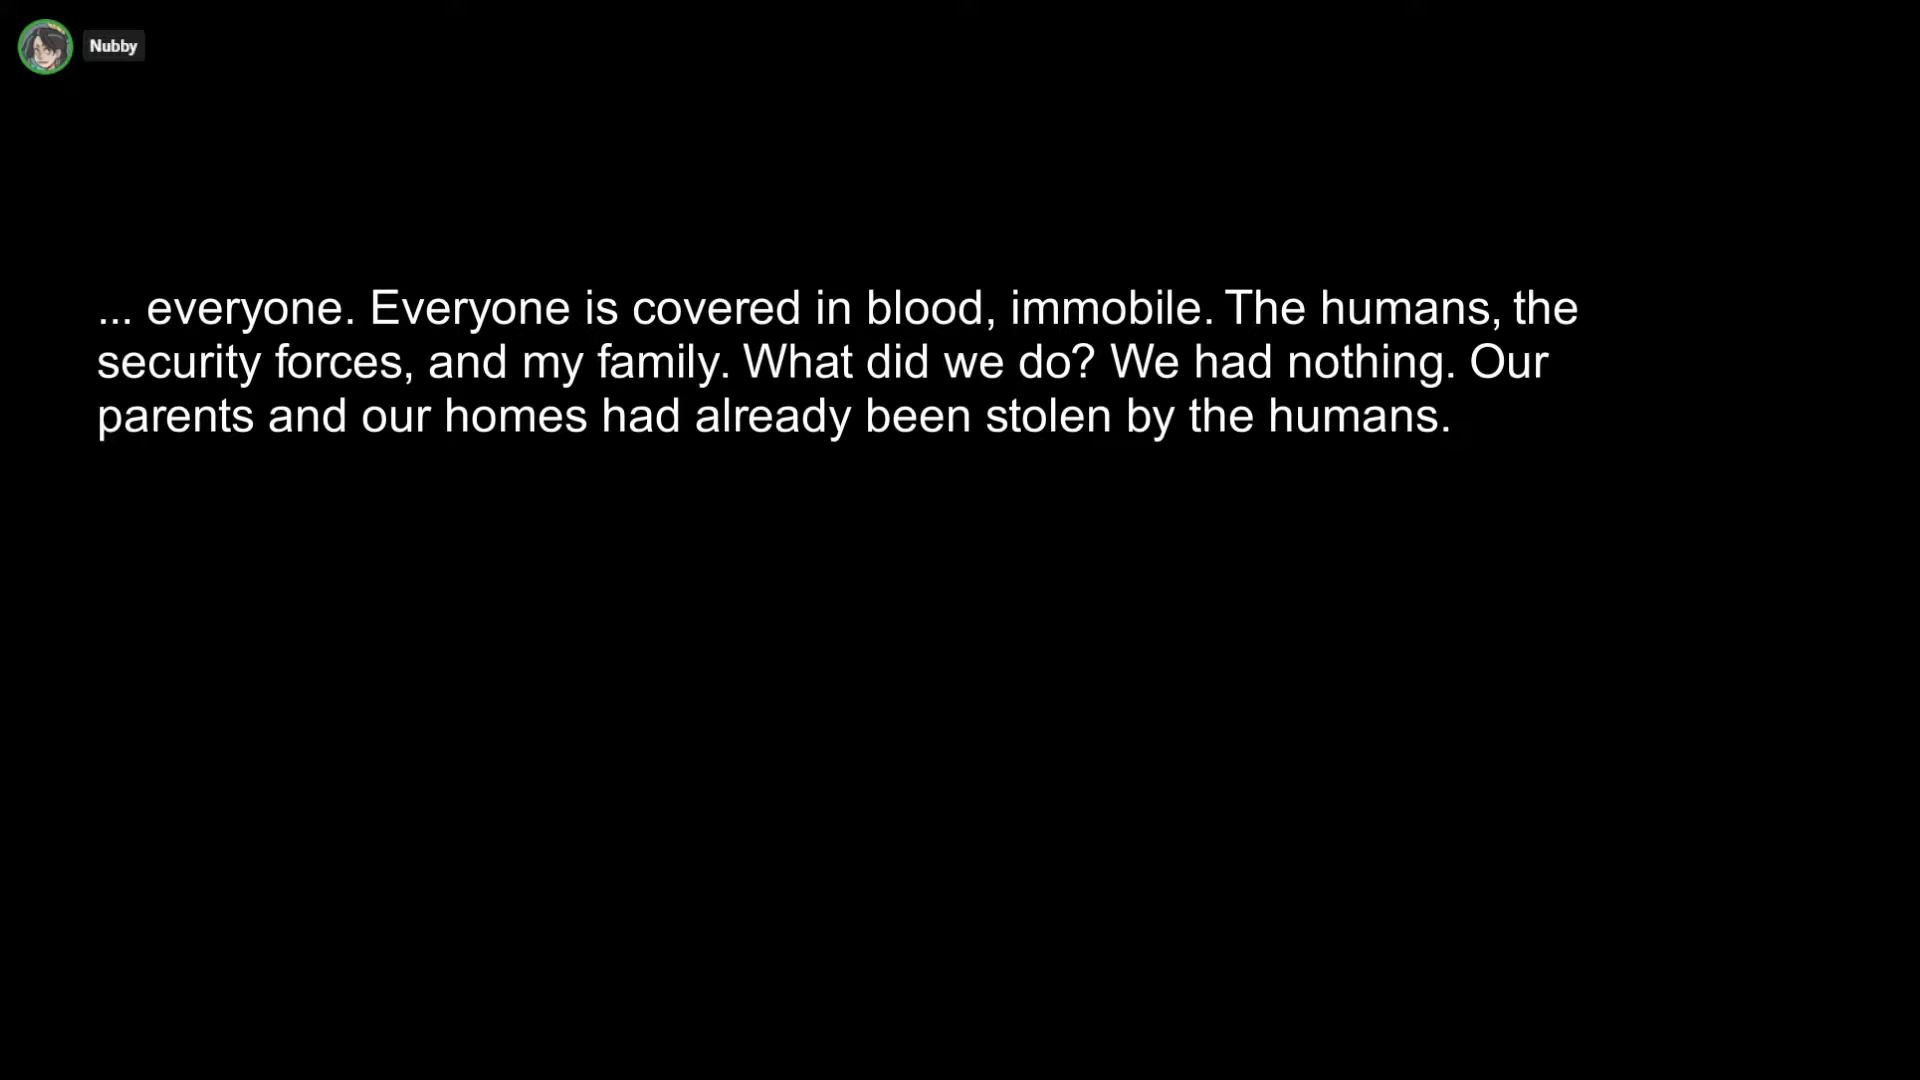 Nubby
... everyone. Everyone is covered in blood, immobile. The humans, the
security forces, and my family. What did we do? We had nothing. Our
parents and our homes had already been stolen by the humans.